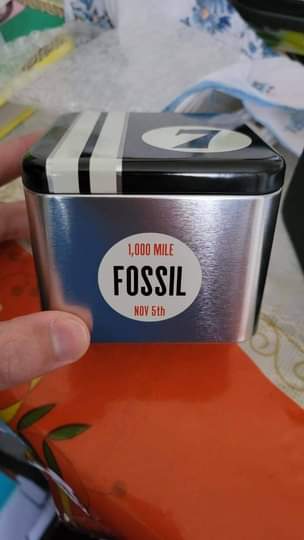 7
1,000 MILE
FOSSIL
NOV 5th